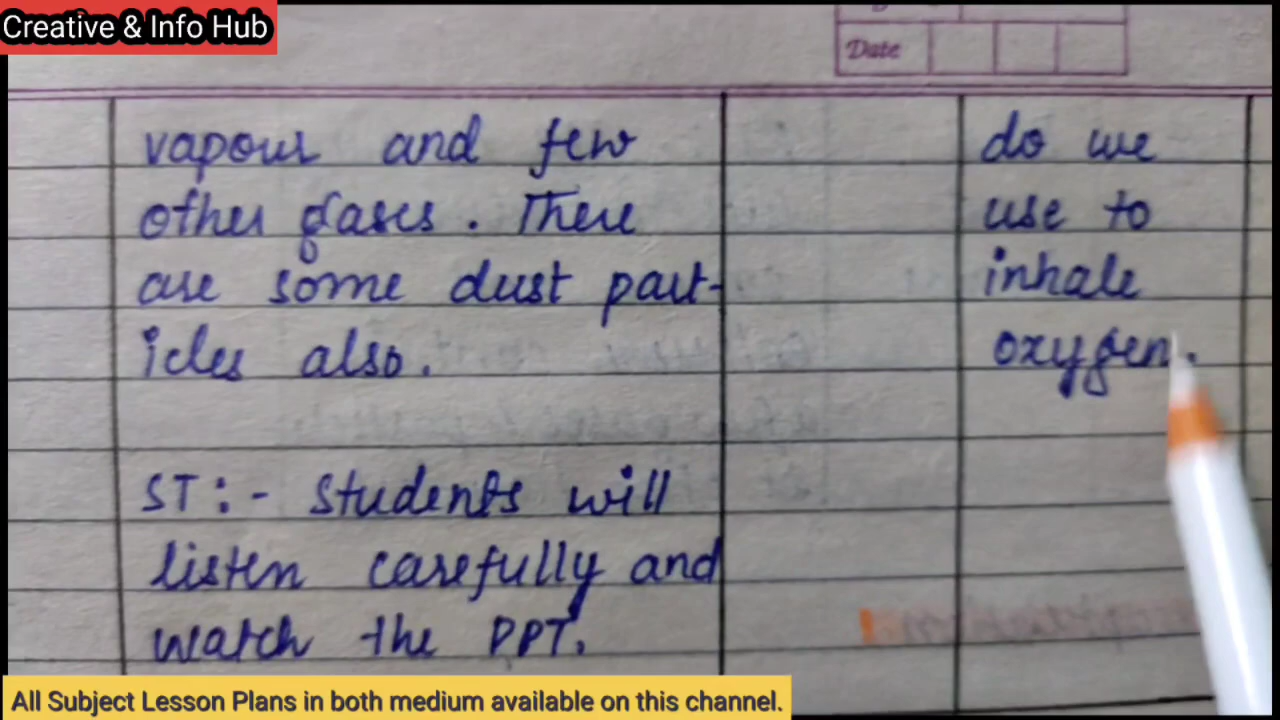 Creative & Info Hub
Date
vapour and few
other gases. There
are some dust part-
icles also.
ST:- Students will
listen carefully and
watch the PPT.
do we
use to
inhale
oxygen.
All Subject Lesson Plans in both medium available on this channel.